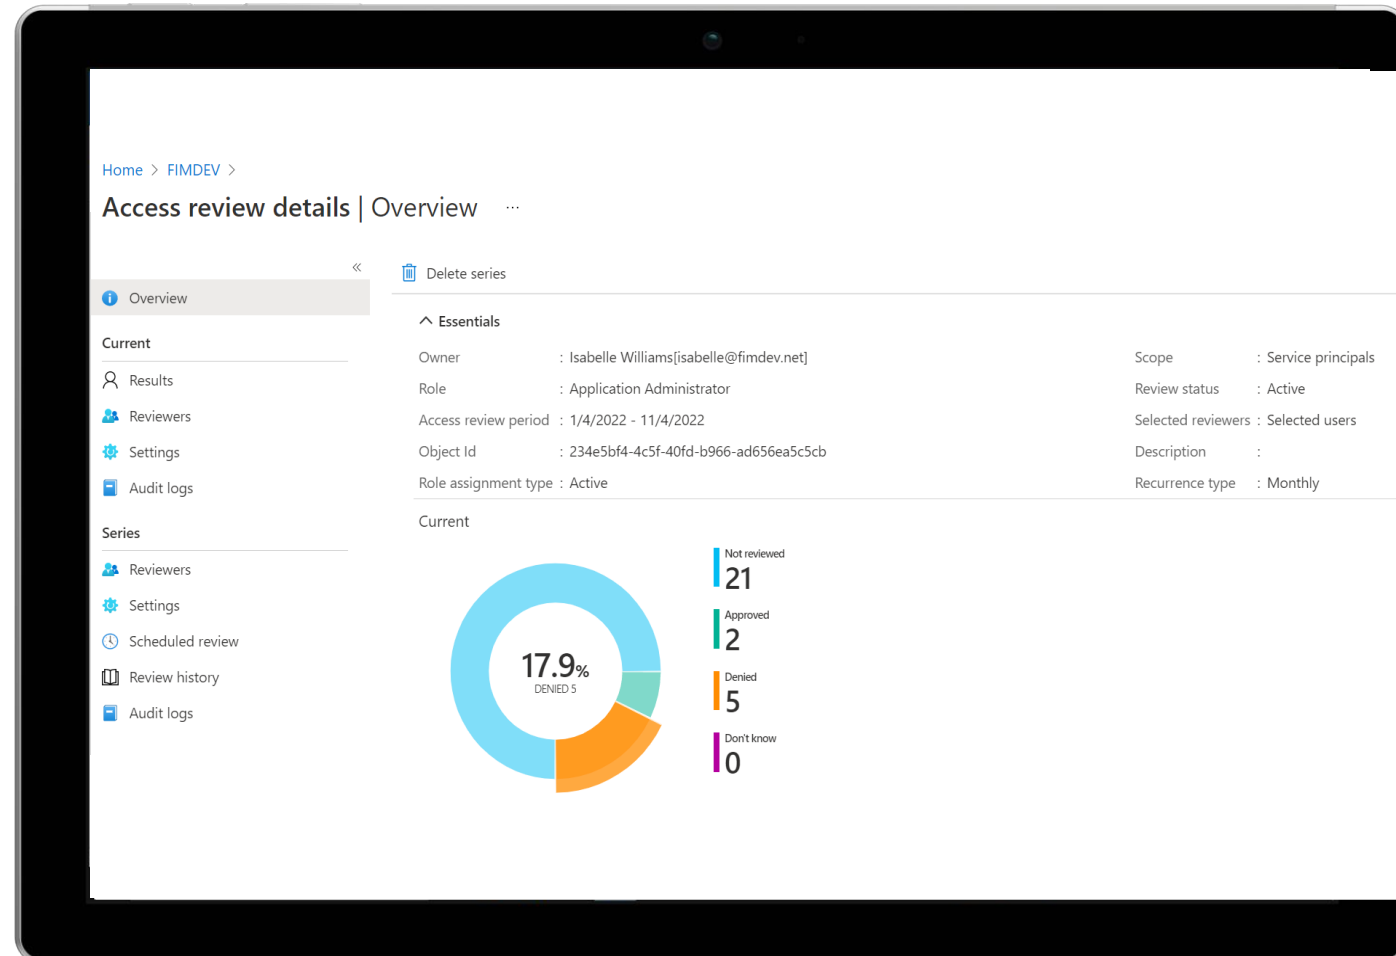 Home > FIMDEV >
Access review details | Overview ...
«
Delete series
Overview
Current
Results
Reviewers
Settings
Audit logs
Series
Reviewers
Settings
Scheduled review
Review history
Audit logs
Essentials
Owner : Isabelle Williams[isabelle@fimdev.net]
Role : Application Administrator
Access review period : 1/4/2022 - 11/4/2022
Object Id : 234e5bf4-4c5f-40fd-b966-ad656ea5c5cb
Role assignment type : Active
Scope : Service principals
Review status : Active
Selected reviewers : Selected users
Description :
Recurrence type : Monthly
Current
17.9%
DENIED 5
Not reviewed
21
Approved
2
Denied
5
Don't know
0